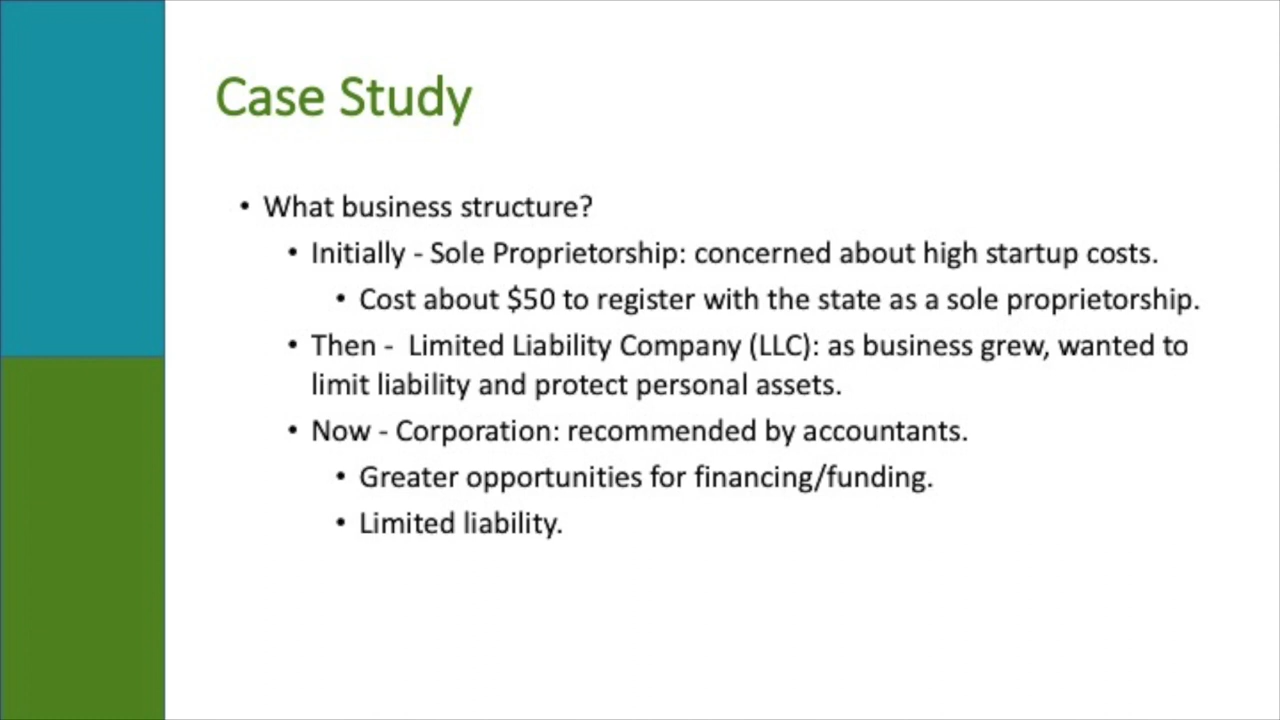 Case Study
• What business structure?
• Initially - Sole Proprietorship: concerned about high startup costs.
• Cost about $50 to register with the state as a sole proprietorship.
• Then -  Limited Liability Company (LLC): as business grew, wanted to
limit liability and protect personal assets.
• Now - Corporation: recommended by accountants.
• Greater opportunities for financing/funding.
• Limited liability.